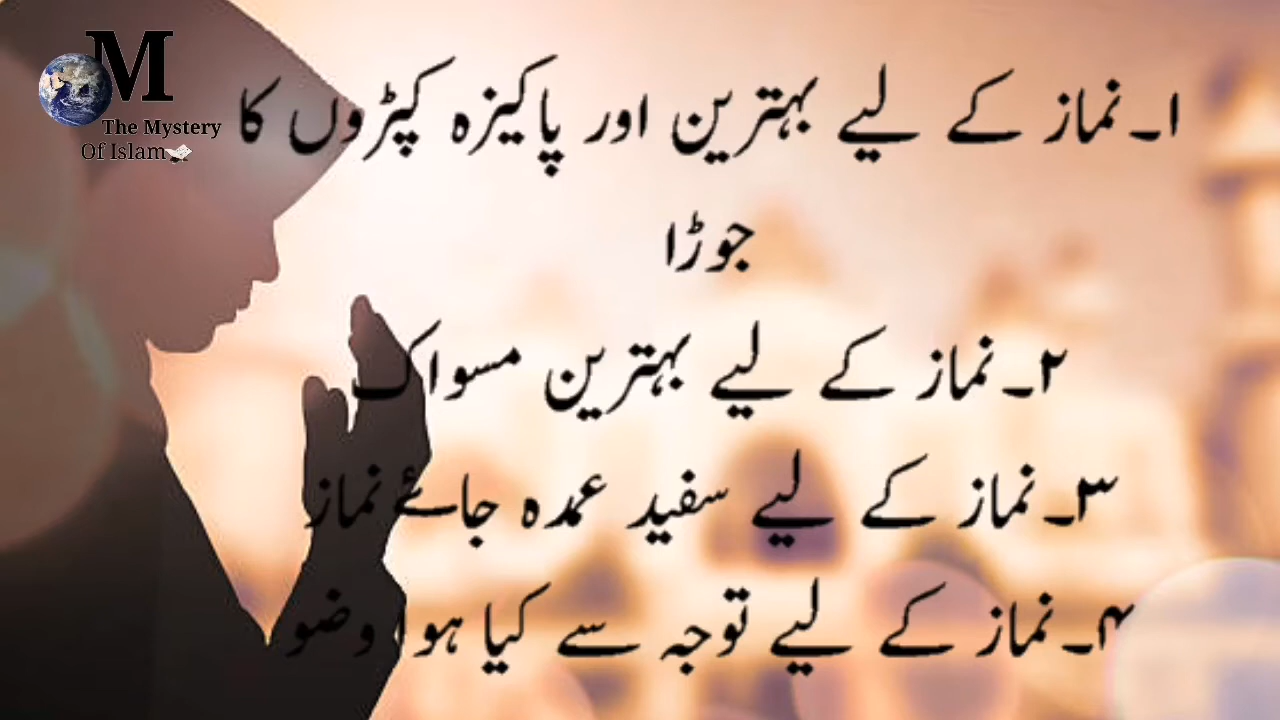 M
The Mystery
Of Islam
۱۔نماز کے لیے بہترین اور پاکیزہ کپڑوں کا
جوڑا
۲۔نماز کے لیے بہترین مسواک
۳۔نماز کے لیے سفید عمدہ جائے نماز
۴۔نماز کے لیے توجہ سے کیا ہوا وضو